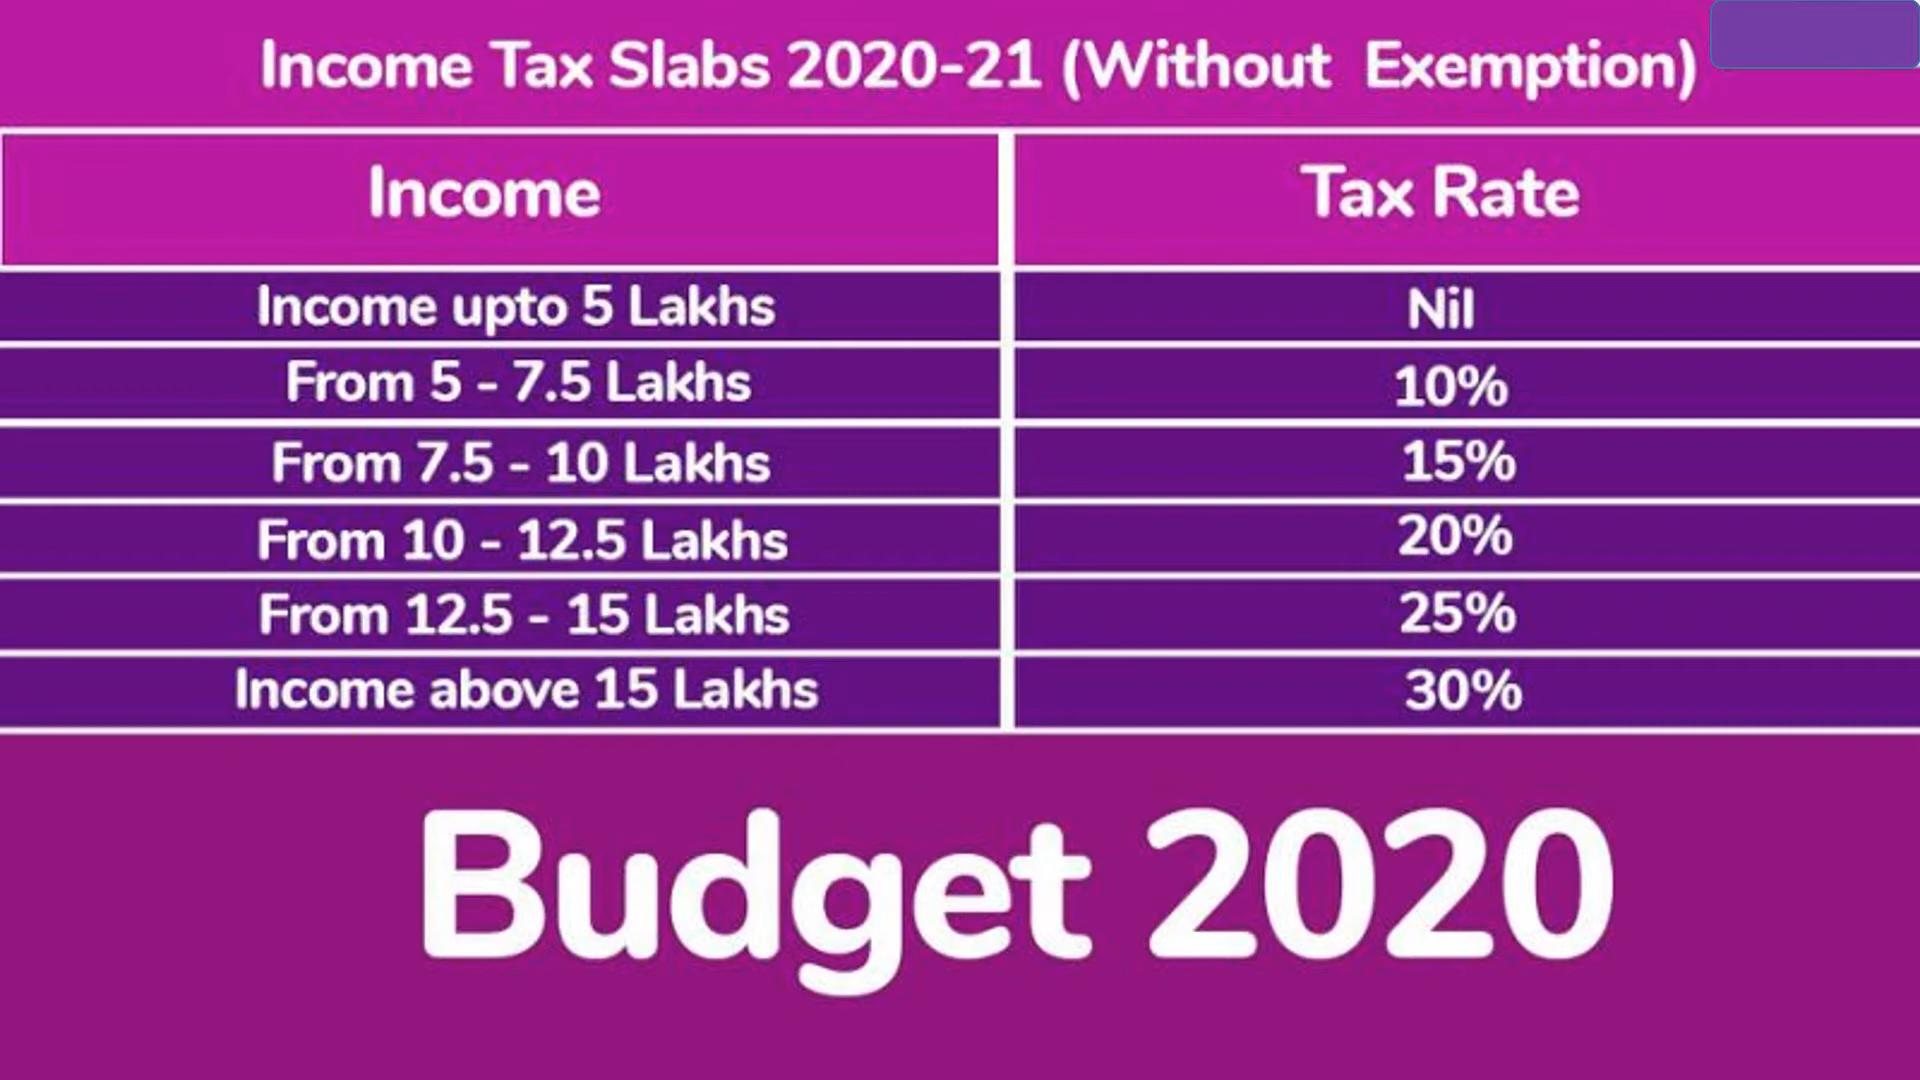 Income Tax Slabs 2020-21 (Without Exemption)
Income Tax Rate
Income upto 5 Lakhs Nil
From 5 - 7.5 Lakhs 10%
From 7.5 - 10 Lakhs 15%
From 10 - 12.5 Lakhs 20%
From 12.5 - 15 Lakhs 25%
Income above 15 Lakhs 30%
Budget 2020